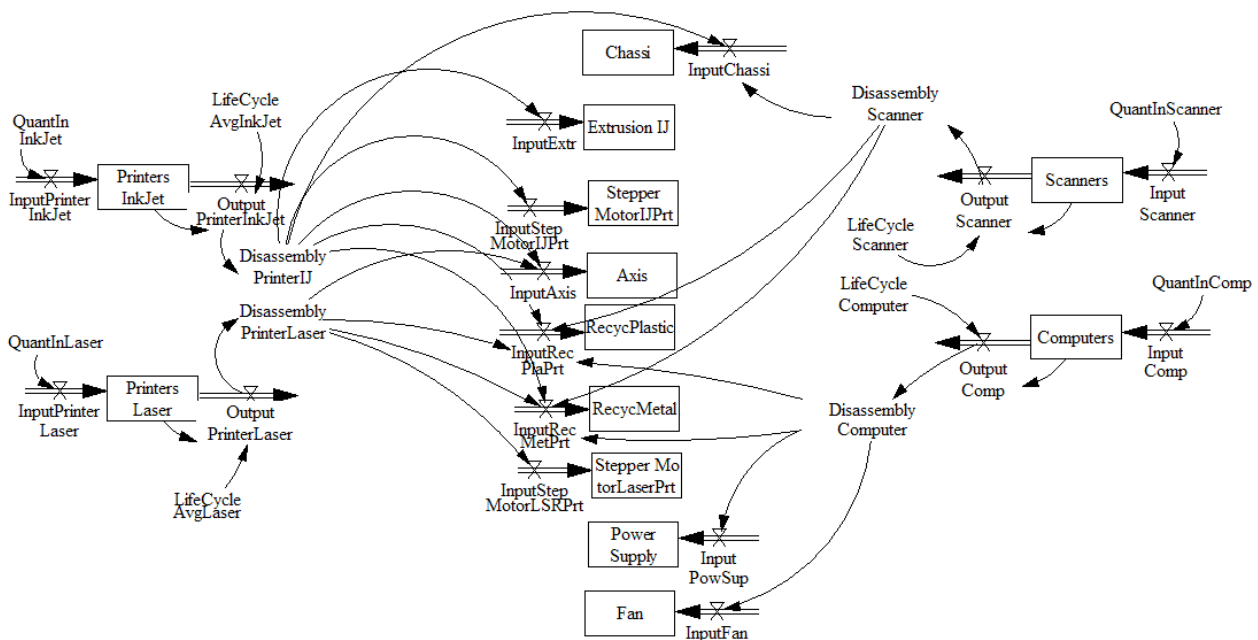 Chassi
InputChassi
LifeCycle
AvgInkJet
QuantIn
InkJet
InputPrinter
InkJet
Printers
InkJet
Output
PrinterInkJet
Disassembly
PrinterIJ
Disassembly
PrinterLaser
QuantInLaser
InputPrinter
Laser
Printers
Laser
Output
PrinterLaser
LifeCycle
AvgLaser
InputExtr
Extrusion IJ
InputStep
MotorIJPrt
Stepper
MotorIJPrt
InputAxis
Axis
InputRec
PlaPrt
RecycPlastic
InputRec
MetPrt
RecycMetal
InputStep
MotorLSRPrt
Stepper Mo
torLaserPrt
Power
Supply
Input
PowSup
Fan
InputFan
Disassembly
Scanner
QuantInScanner
Output
Scanner
Scanners
Input
Scanner
LifeCycle
Scanner
LifeCycle
Computer
QuantInComp
Output
Comp
Computers
Input
Comp
Disassembly
Computer